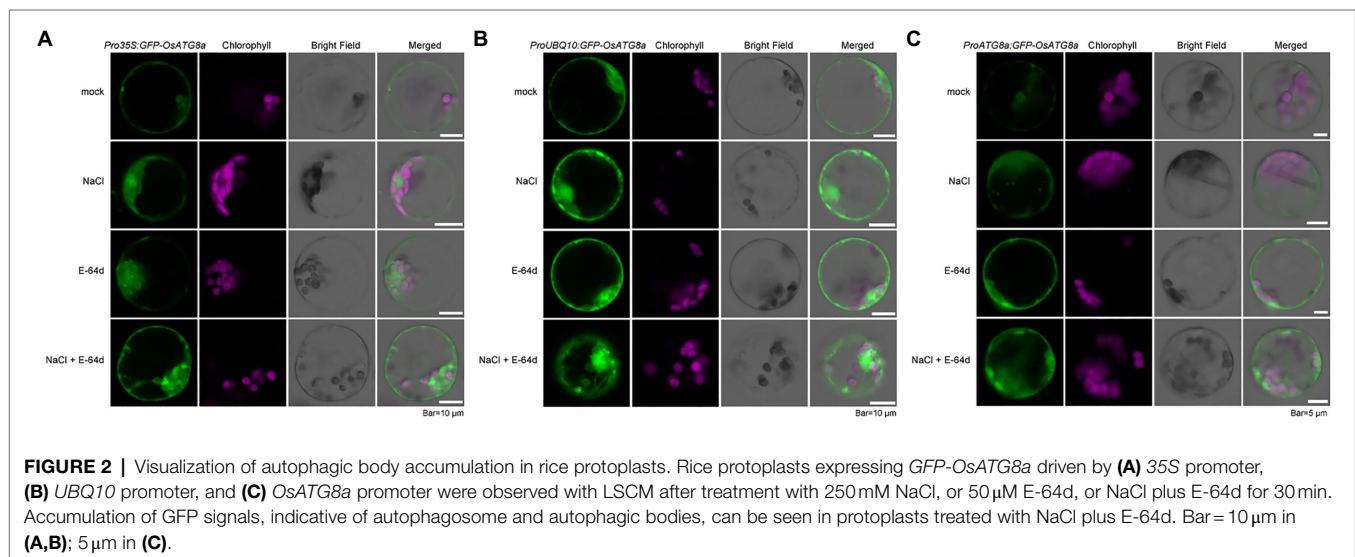 A
Pro35S:GFP-OsATG8a Chlorophyll Bright Field Merged
mock
NaCl
E-64d
NaCl + E-64d
Bar=10 μm
B
ProUBQ10:GFP-OsATG8a Chlorophyll Bright Field Merged
mock
NaCl
E-64d
NaCl + E-64d
Bar=10 μm
C
ProATG8a:GFP-OsATG8a Chlorophyll Bright Field Merged
mock
NaCl
E-64d
NaCl + E-64d
Bar=5 μm
FIGURE 2 | Visualization of autophagic body accumulation in rice protoplasts. Rice protoplasts expressing GFP-OsATG8a driven by (A) 35S promoter,
(B) UBQ10 promoter, and (C) OsATG8a promoter were observed with LSCM after treatment with 250 mM NaCl, or 50 μM E-64d, or NaCl plus E-64d for 30 min.
Accumulation of GFP signals, indicative of autophagosome and autophagic bodies, can be seen in protoplasts treated with NaCl plus E-64d. Bar = 10 μm in
(A,B); 5 μm in (C).